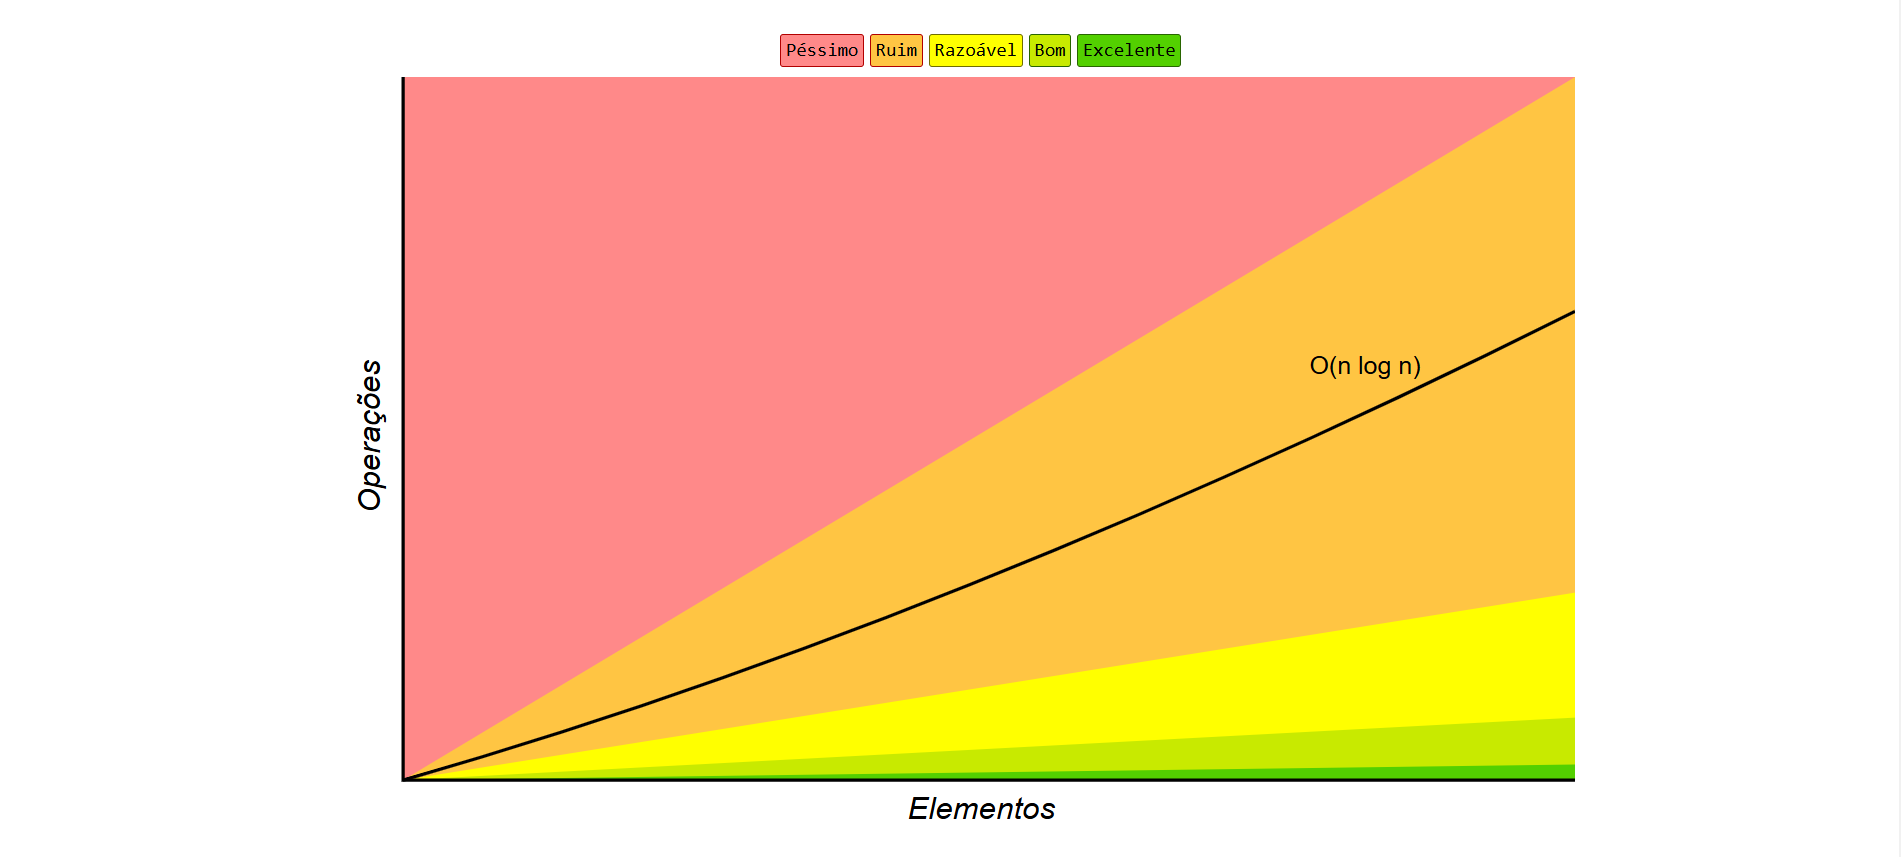 Péssimo Ruim Razoável Bom Excelente
O(n log n)
Operações
Elementos